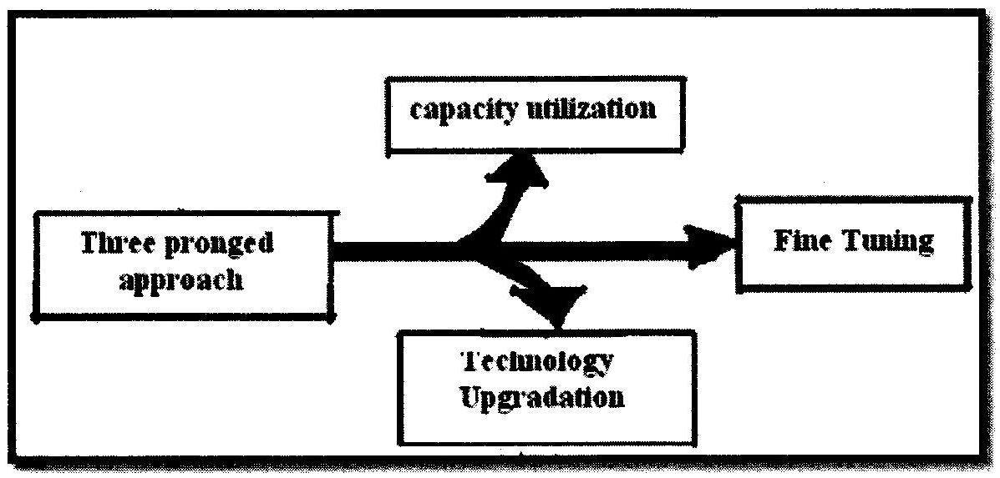 capacity utilization
Three pronged
approach
Fine Tuning
Technology
Upgradation